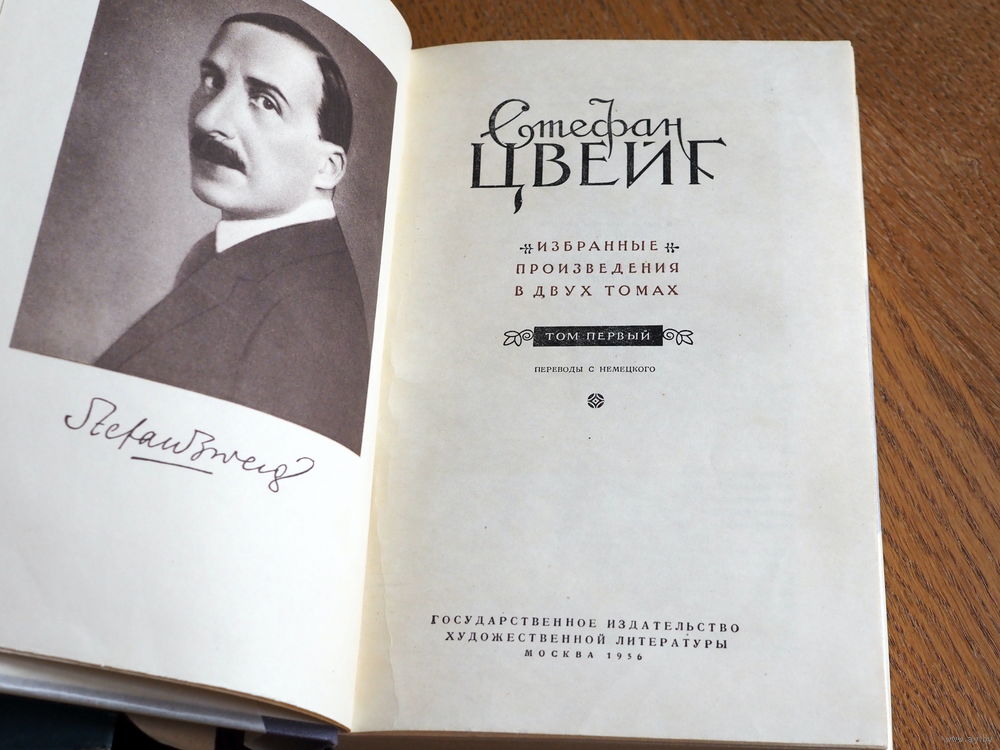 Stefan Zweig
Стефан
ЦВЕЙГ
ИЗБРАННЫЕ
ПРОИЗВЕДЕНИЯ
В ДВУХ ТОМАХ
ТОМ ПЕРВЫЙ
ПЕРЕВОДЫ С НЕМЕЦКОГО
ГОСУДАРСТВЕННОЕ ИЗДАТЕЛЬСТВО
ХУДОЖЕСТВЕННОЙ ЛИТЕРАТУРЫ
МОСКВА 1956